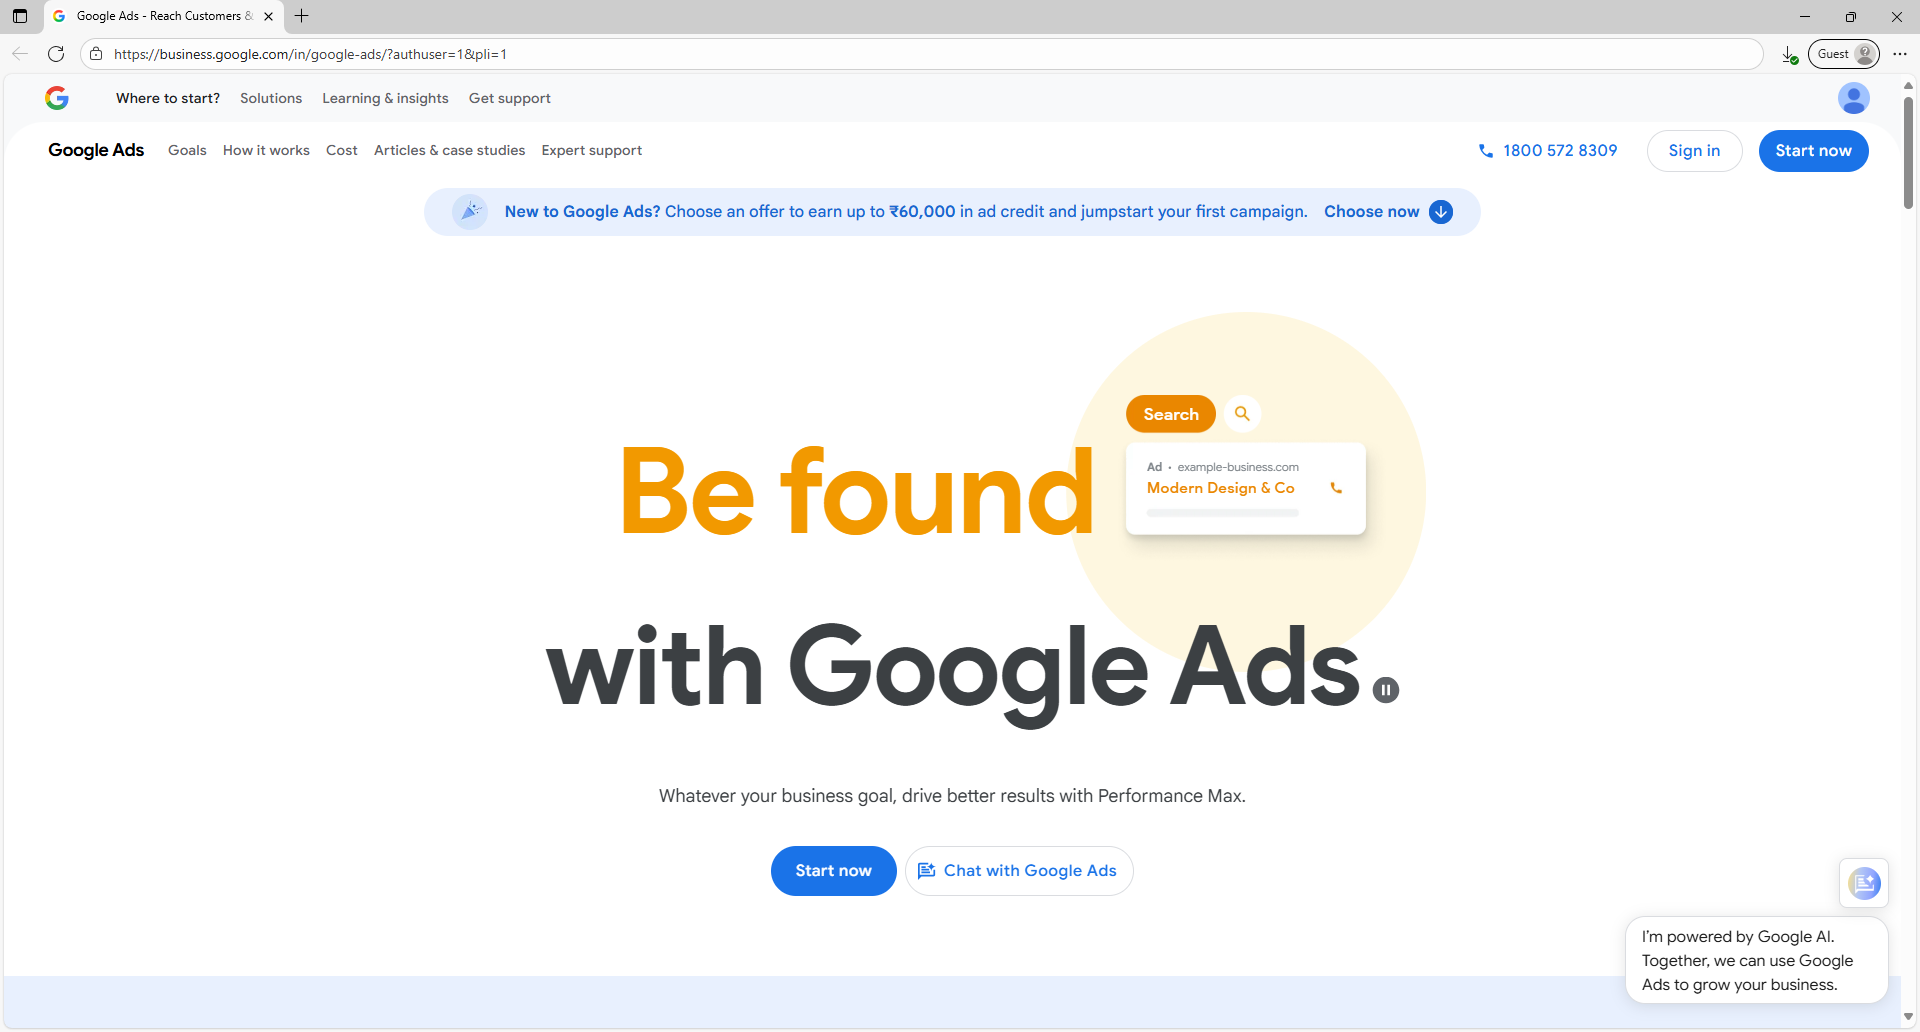 Google Ads - Reach Customers &
https://business.google.com/in/google-ads/?authuser=1&pli=1
Guest
Where to start?
Solutions
Learning & insights
Get support
Google Ads
Goals
How it works
Cost
Articles & case studies
Expert support
1800 572 8309
Sign in
Start now
New to Google Ads? Choose an offer to earn up to ₹60,000 in ad credit and jumpstart your first campaign.
Choose now
Search
Ad • example-business.com
Modern Design & Co
Be found
with Google Ads.
Whatever your business goal, drive better results with Performance Max.
Start now
Chat with Google Ads
I'm powered by Google AI.
Together, we can use Google
Ads to grow your business.